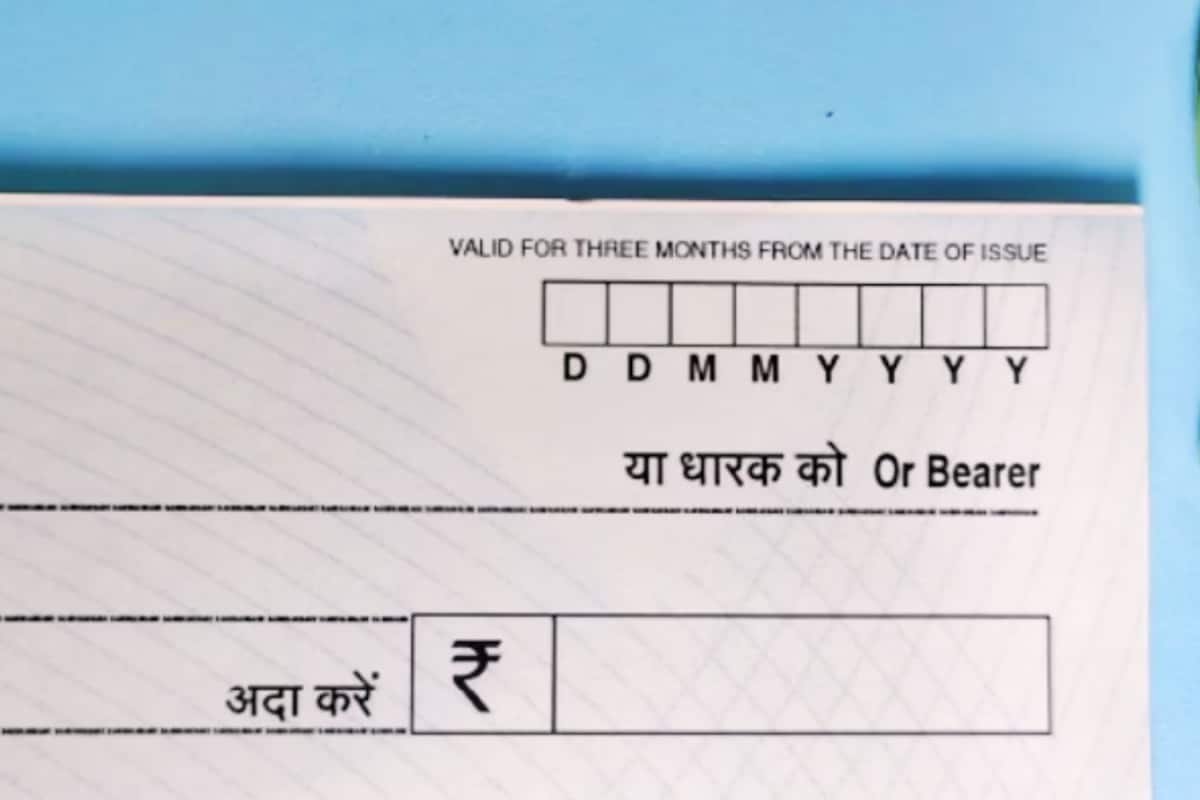 VALID FOR THREE MONTHS FROM THE DATE OF ISSUE
D D M M Y Y Y Y
या धारक को Or Bearer
अदा करें ₹